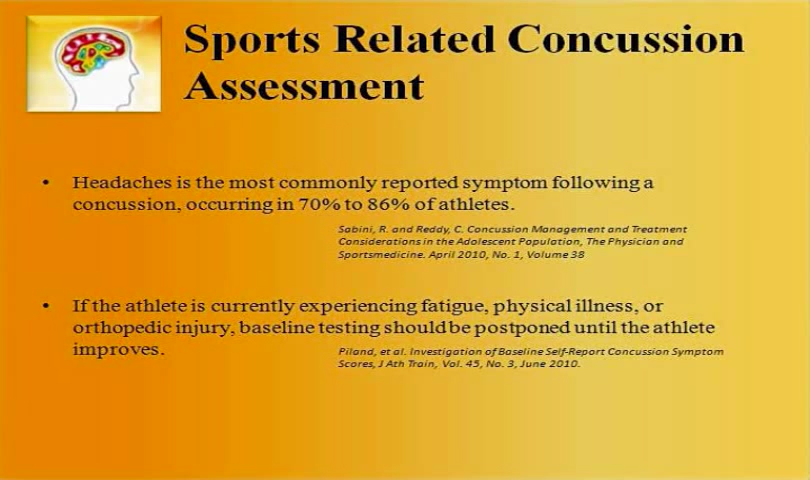 Sports Related Concussion
Assessment
• Headaches is the most commonly reported symptom following a
concussion, occurring in 70% to 86% of athletes.
Sabini, R. and Reddy, C. Concussion Management and Treatment
Considerations in the Adolescent Population, The Physician and
Sportsmedicine. April 2010, No. 1, Volume 38
• If the athlete is currently experiencing fatigue, physical illness, or
orthopedic injury, baseline testing should be postponed until the athlete
improves.
Piland, et al. Investigation of Baseline Self-Report Concussion Symptom
Scores, J Ath Train, Vol. 45, No. 3, June 2010.